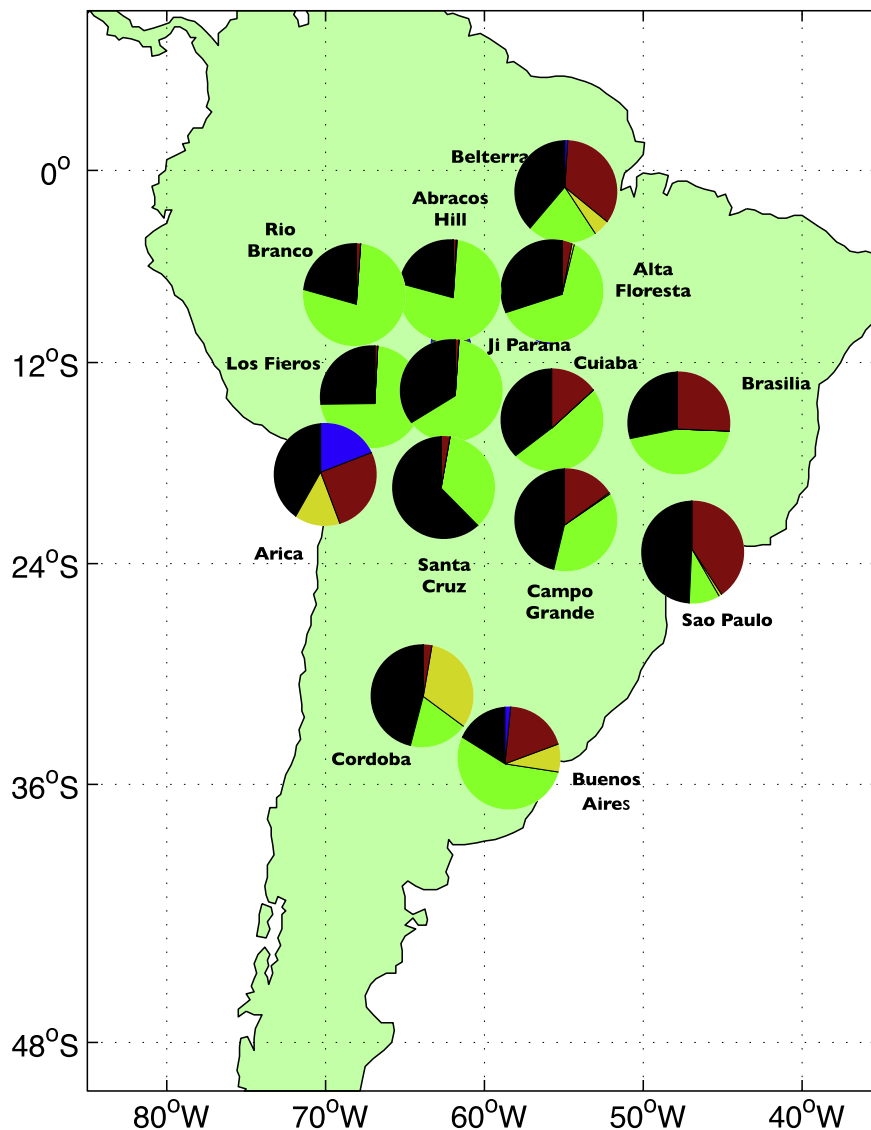 Belterra
0°
Abracos
Hill
Rio
Branco
Alta
Floresta
Ji Parana
12°S
Los Fieros
Cuiaba
Brasilia
Arica
24°S
Santa
Cruz
Campo
Grande
Sao Paulo
Cordoba
36°S
Buenos
Aires
48°S
80°W 70°W 60°W 50°W 40°W